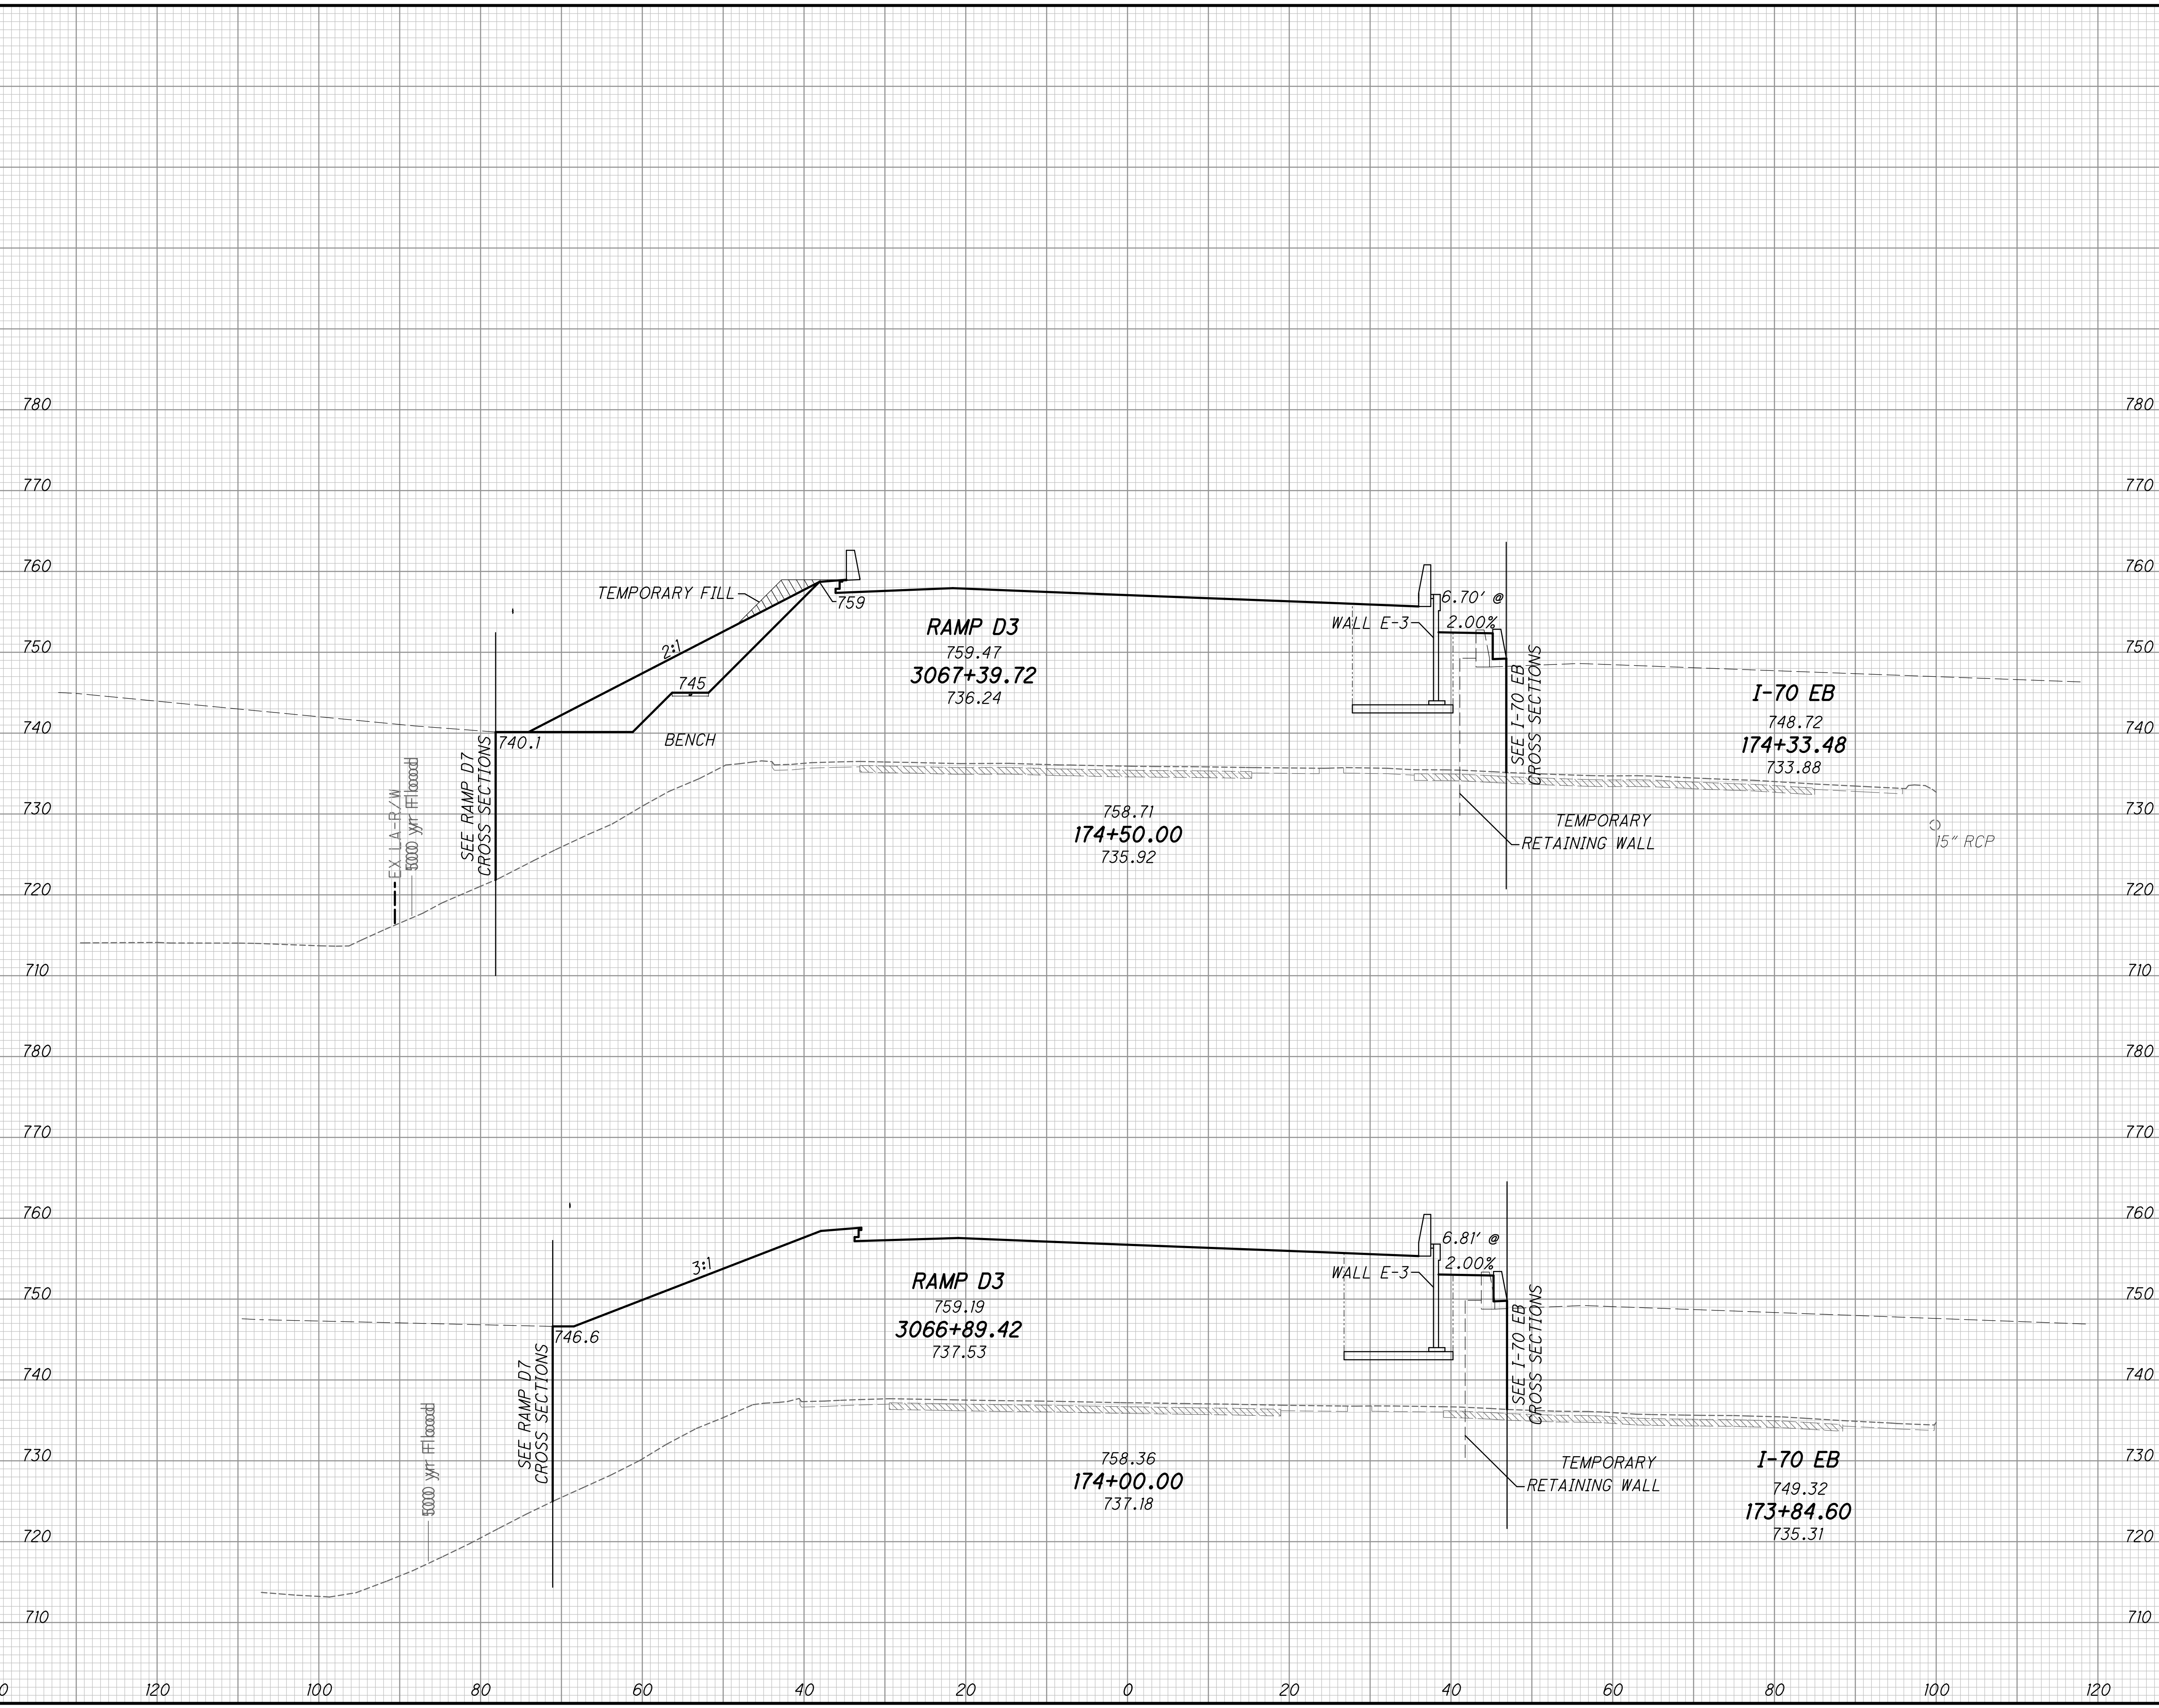 780
780
770
770
760
760
TEMPORARY FILL
759
6.70' @
WALL E-3
2.00%
RAMP D3
759.47
3067+39.72
736.24
2:1
750
750
745
I-70 EB
748.72
174+33.48
733.88
740
740
740.1
BENCH
SEE RAMP D7
CROSS SECTIONS
SEE I-70 EB
CROSS SECTIONS
EX LA-R/W
730
730
758.71
174+50.00
735.92
TEMPORARY
RETAINING WALL
15" RCP
720
720
710
710
780
780
770
770
760
760
6.81' @
WALL E-3
2.00%
3:1
RAMP D3
759.19
3066+89.42
737.53
750
750
746.6
740
740
SEE RAMP D7
CROSS SECTIONS
SEE I-70 EB
CROSS SECTIONS
730
730
758.36
174+00.00
737.18
TEMPORARY
RETAINING WALL
I-70 EB
749.32
173+84.60
735.31
720
720
710
710
120 100 80 60 40 20 0 20 40 60 80 100 120